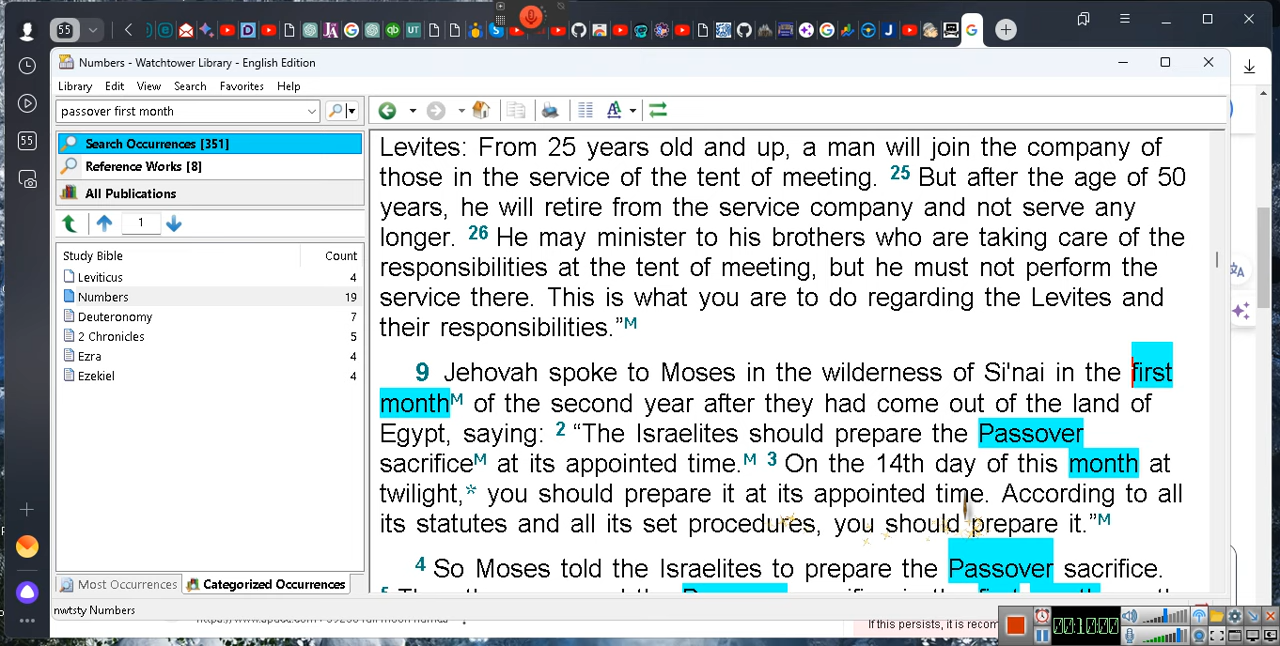 55
Numbers - Watchtower Library - English Edition
Library Edit View Search Favorites Help
passover first month
Search Occurrences [351]
Reference Works [8]
All Publications
1
Study Bible Count
Leviticus 4
Numbers 19
Deuteronomy 7
2 Chronicles 5
Ezra 4
Ezekiel 4
Most Occurrences Categorized Occurrences
nwtsty Numbers
55
Levites: From 25 years old and up, a man will join the company of
those in the service of the tent of meeting. 25 But after the age of 50
years, he will retire from the service company and not serve any
longer. 26 He may minister to his brothers who are taking care of the
responsibilities at the tent of meeting, but he must not perform the
service there. This is what you are to do regarding the Levites and
their responsibilities.”M
9 Jehovah spoke to Moses in the wilderness of Si'nai in the first
monthM of the second year after they had come out of the land of
Egypt, saying: 2 “The Israelites should prepare the Passover
sacrificeM at its appointed time.M 3 On the 14th day of this month at
twilight,* you should prepare it at its appointed time. According to all
its statutes and all its set procedures, you should prepare it.”M
4 So Moses told the Israelites to prepare the Passover sacrifice.
If this persists, it is recom
00:10:00